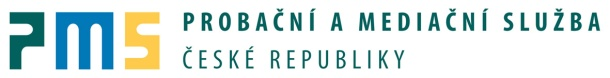 PMS PROBAČNÍ A MEDIAČNÍ SLUŽBA
ČESKÉ REPUBLIKY